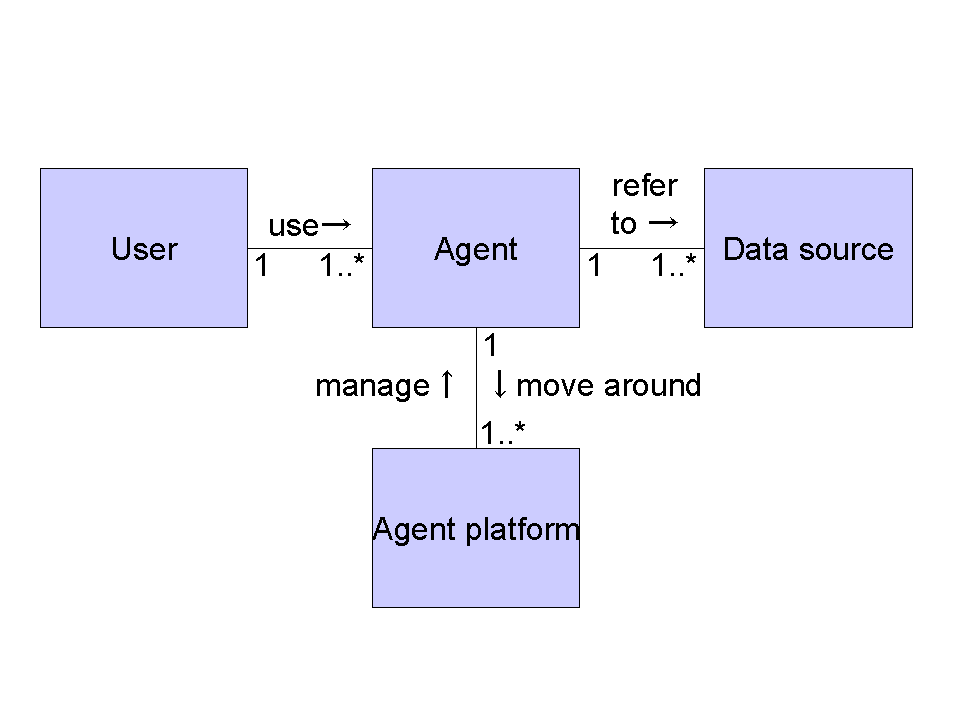 refer
use→
to →
User
Agent
Data source
1
1..*
1
1..*
1
manage↑
↓move around
1..*
Agent platform